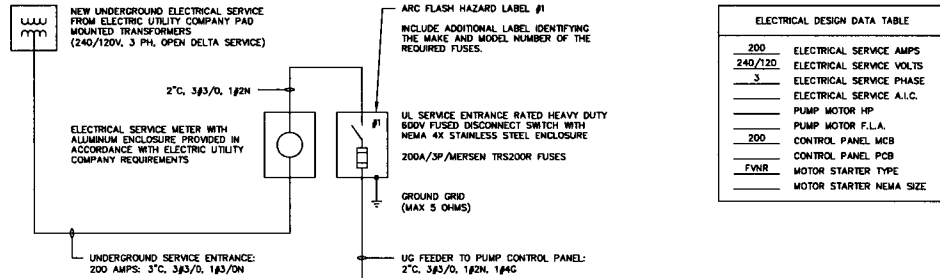 NEW UNDERGROUND ELECTRICAL SERVICE
FROM ELECTRIC UTILITY COMPANY PAD
MOUNTED TRANSFORMERS
(240/120V, 3 PH, OPEN DELTA SERVICE)
ARC FLASH HAZARD LABEL #1
INCLUDE ADDITIONAL LABEL IDENTIFYING
THE MAKE AND MODEL NUMBER OF THE
REQUIRED FUSES.
2"C, 3#3/0, 1#2N
#1
ELECTRICAL SERVICE METER WITH
ALUMINUM ENCLOSURE PROVIDED IN
ACCORDANCE WITH ELECTRIC UTILITY
COMPANY REQUIREMENTS
UL SERVICE ENTRANCE RATED HEAVY DUTY
600V FUSED DISCONNECT SWITCH WITH
NEMA 4X STAINLESS STEEL ENCLOSURE
200A/3P/MERSEN TRS200R FUSES
GROUND GRID
(MAX 5 OHMS)
UNDERGROUND SERVICE ENTRANCE:
200 AMPS: 3"C, 3#3/0, 1#3/0N
UG FEEDER TO PUMP CONTROL PANEL:
2"C, 3#3/0, 1#2N, 1#4G
ELECTRICAL DESIGN DATA TABLE
200 ELECTRICAL SERVICE AMPS
240/120 ELECTRICAL SERVICE VOLTS
3 ELECTRICAL SERVICE PHASE
ELECTRICAL SERVICE A.I.C.
PUMP MOTOR HP
PUMP MOTOR F.L.A.
200 CONTROL PANEL MCB
CONTROL PANEL PCB
FVNR MOTOR STARTER TYPE
MOTOR STARTER NEMA SIZE